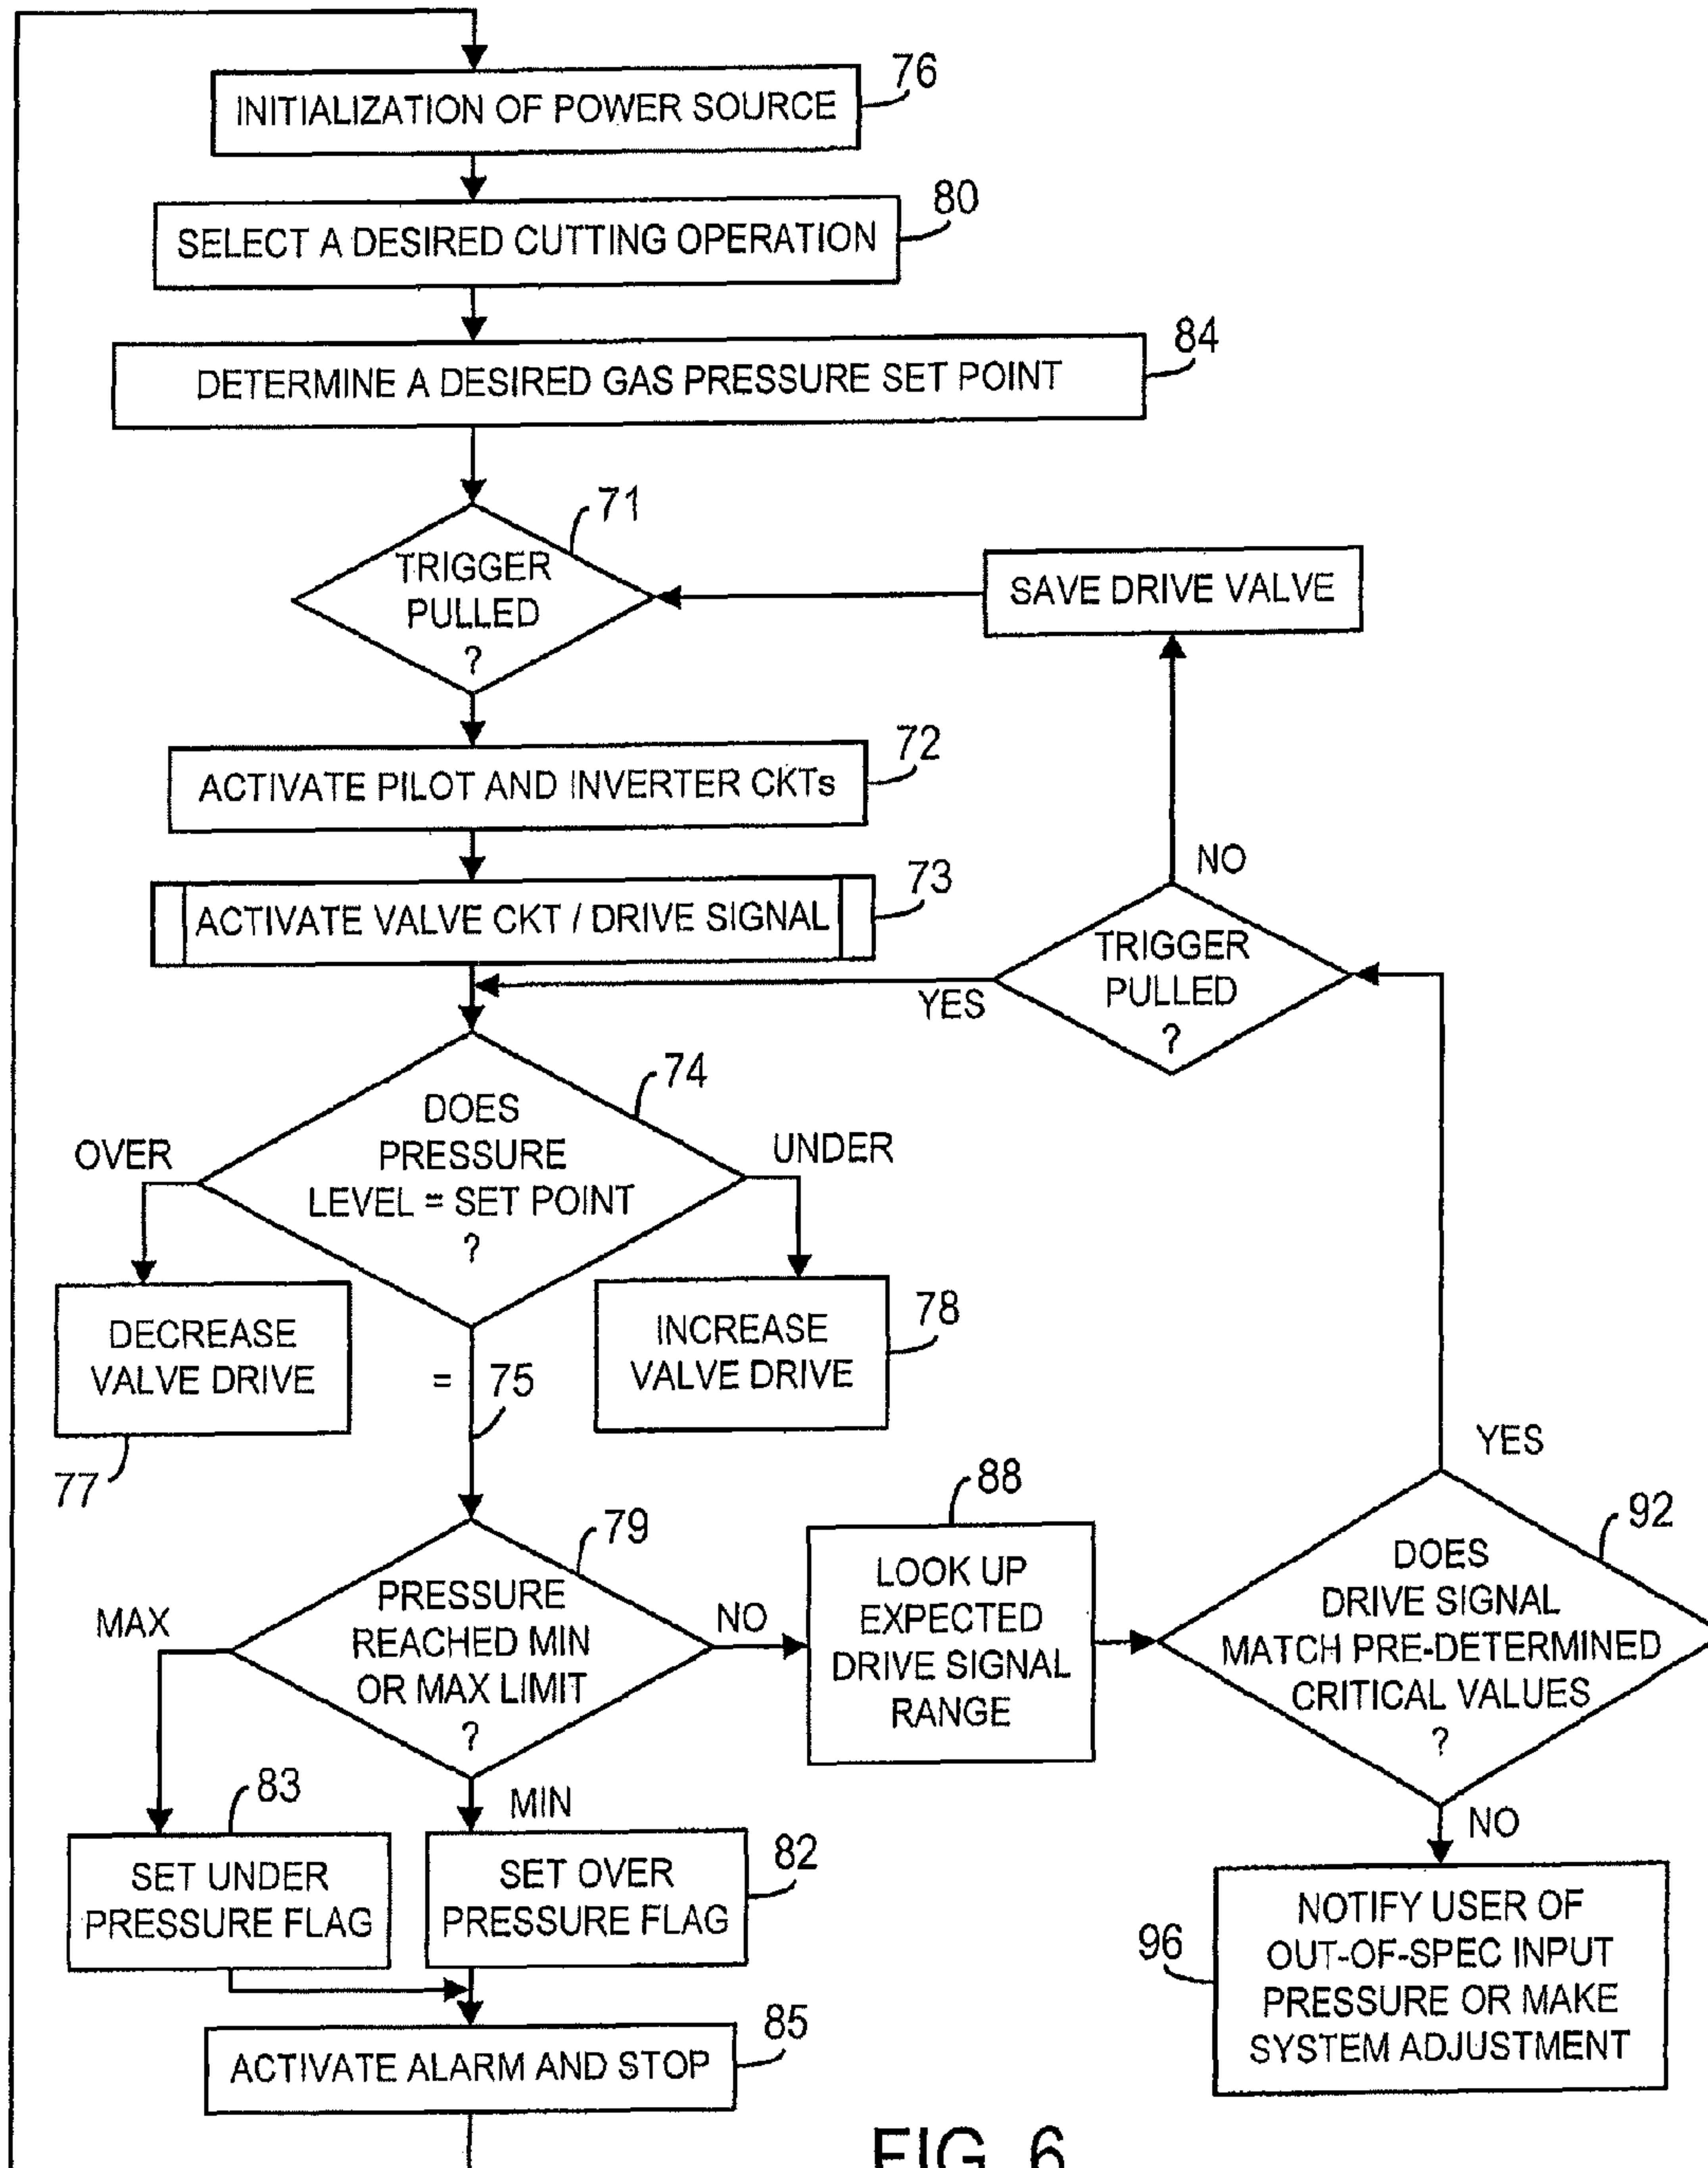 INITIALIZATION OF POWER SOURCE
76
SELECT A DESIRED CUTTING OPERATION
80
DETERMINE A DESIRED GAS PRESSURE SET POINT
84
TRIGGER
PULLED
?
71
SAVE DRIVE VALVE
ACTIVATE PILOT AND INVERTER CKTs
72
ACTIVATE VALVE CKT / DRIVE SIGNAL
73
NO
TRIGGER
PULLED
?
YES
DOES
PRESSURE
LEVEL = SET POINT
?
74
OVER
UNDER
DECREASE
VALVE DRIVE
77
INCREASE
VALVE DRIVE
78
= 75
PRESSURE
REACHED MIN
OR MAX LIMIT
?
79
MAX
NO
MIN
LOOK UP
EXPECTED
DRIVE SIGNAL
RANGE
88
YES
DOES
DRIVE SIGNAL
MATCH PRE-DETERMINED
CRITICAL VALUES
?
92
NO
SET UNDER
PRESSURE FLAG
83
SET OVER
PRESSURE FLAG
82
NOTIFY USER OF
OUT-OF-SPEC INPUT
PRESSURE OR MAKE
SYSTEM ADJUSTMENT
96
ACTIVATE ALARM AND STOP
85
FIG. 6